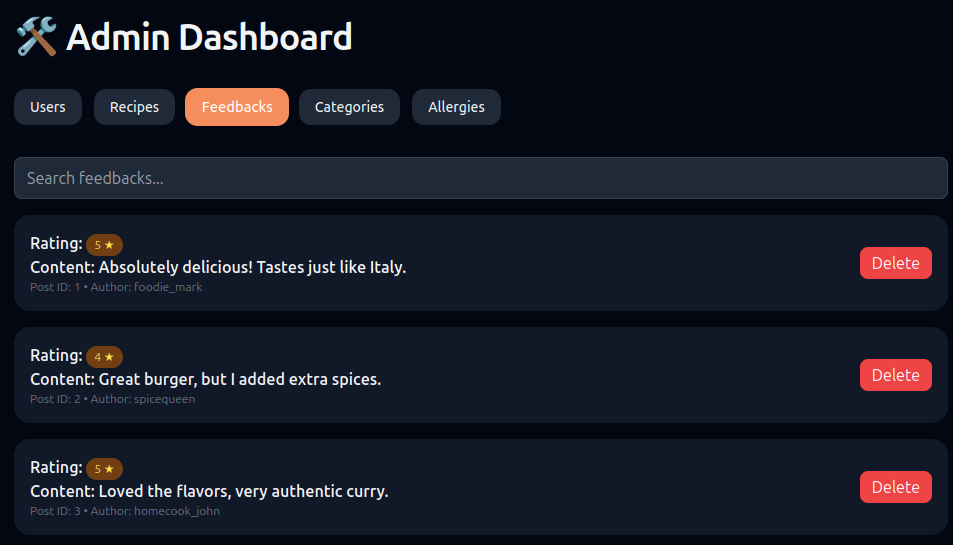 🛠️ Admin Dashboard
Users Recipes Feedbacks Categories Allergies
Search feedbacks...
Rating: 5 ★
Content: Absolutely delicious! Tastes just like Italy.
Post ID: 1 • Author: foodie_mark
Delete
Rating: 4 ★
Content: Great burger, but I added extra spices.
Post ID: 2 • Author: spicequeen
Delete
Rating: 5 ★
Content: Loved the flavors, very authentic curry.
Post ID: 3 • Author: homecook_john
Delete